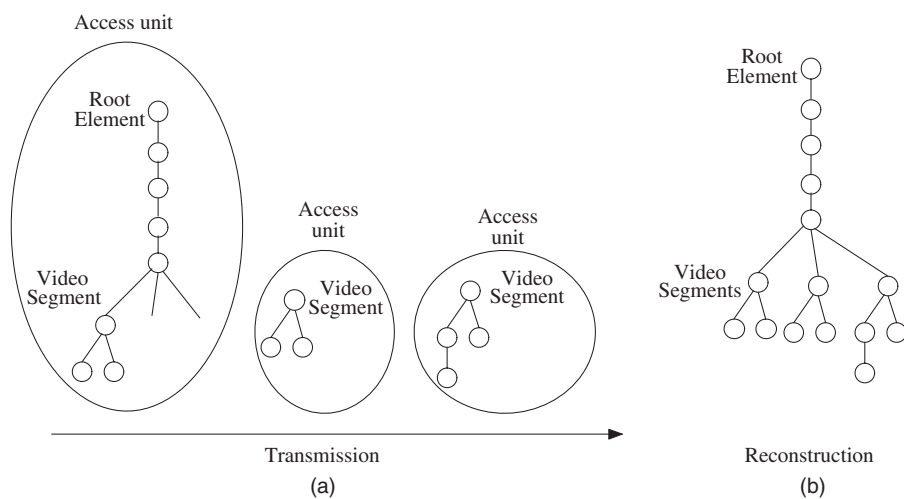 Access unit
Root
Element
Video
Segment
Access
unit
Video
Segment
Access
unit
Video
Segment
Transmission
(a)
Root
Element
Video
Segments
Reconstruction
(b)